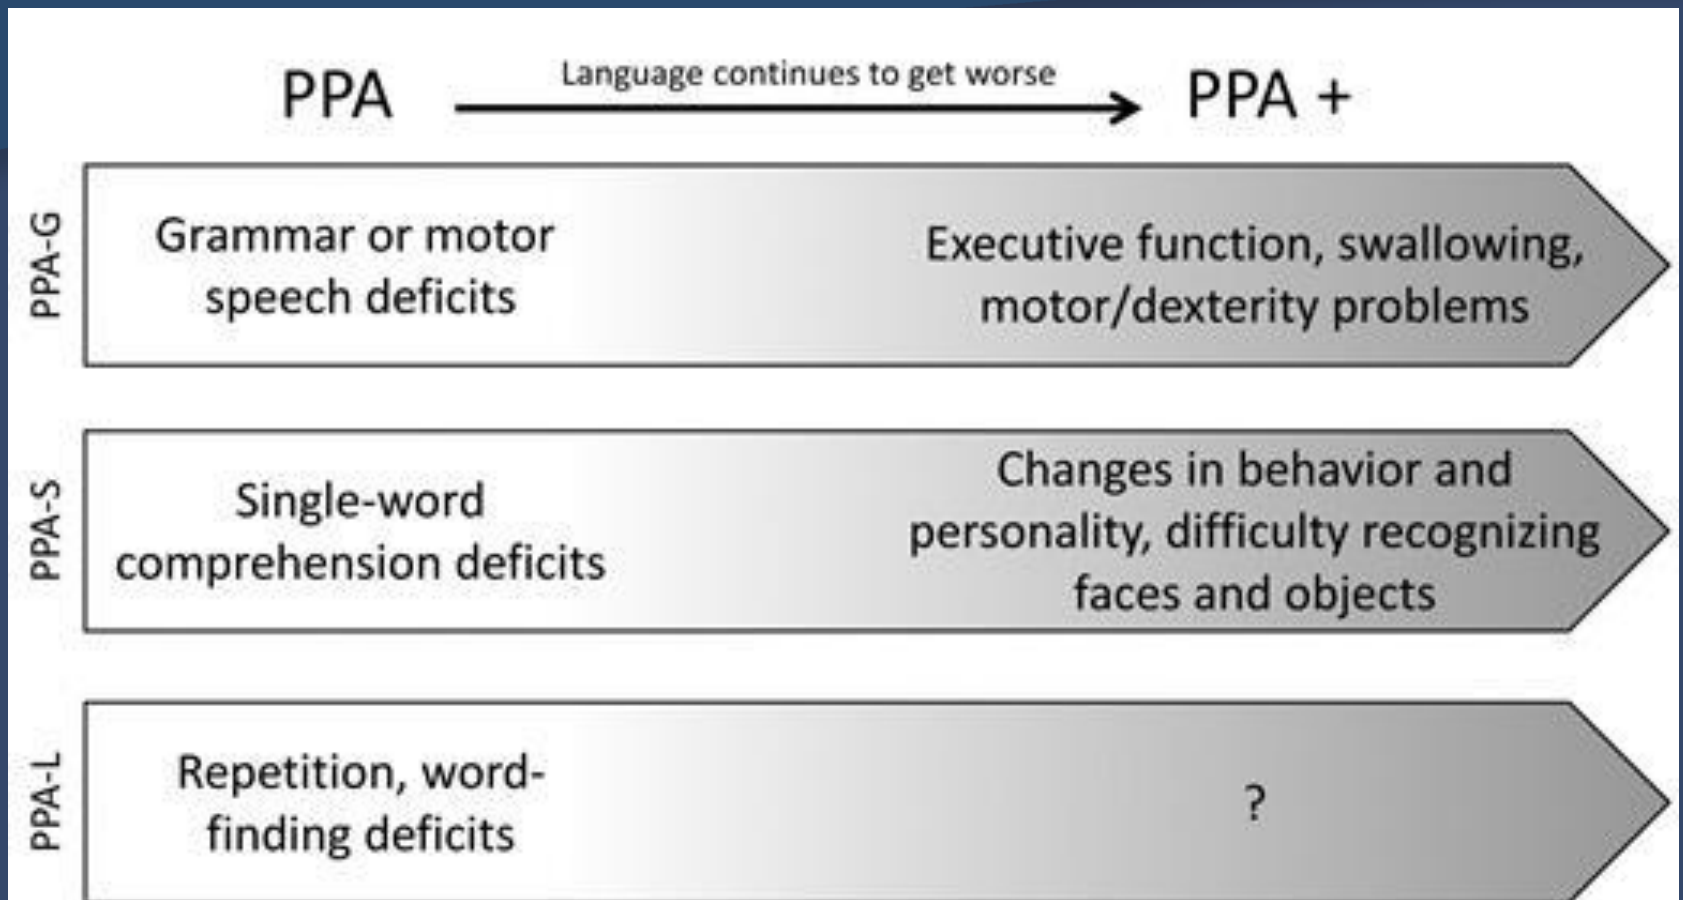 PPA
Language continues to get worse
PPA +
PPA-G
Grammar or motor
speech deficits
Executive function, swallowing,
motor/dexterity problems
PPA-S
Single-word
comprehension deficits
Changes in behavior and
personality, difficulty recognizing
faces and objects
PPA-L
Repetition, word-
finding deficits
?